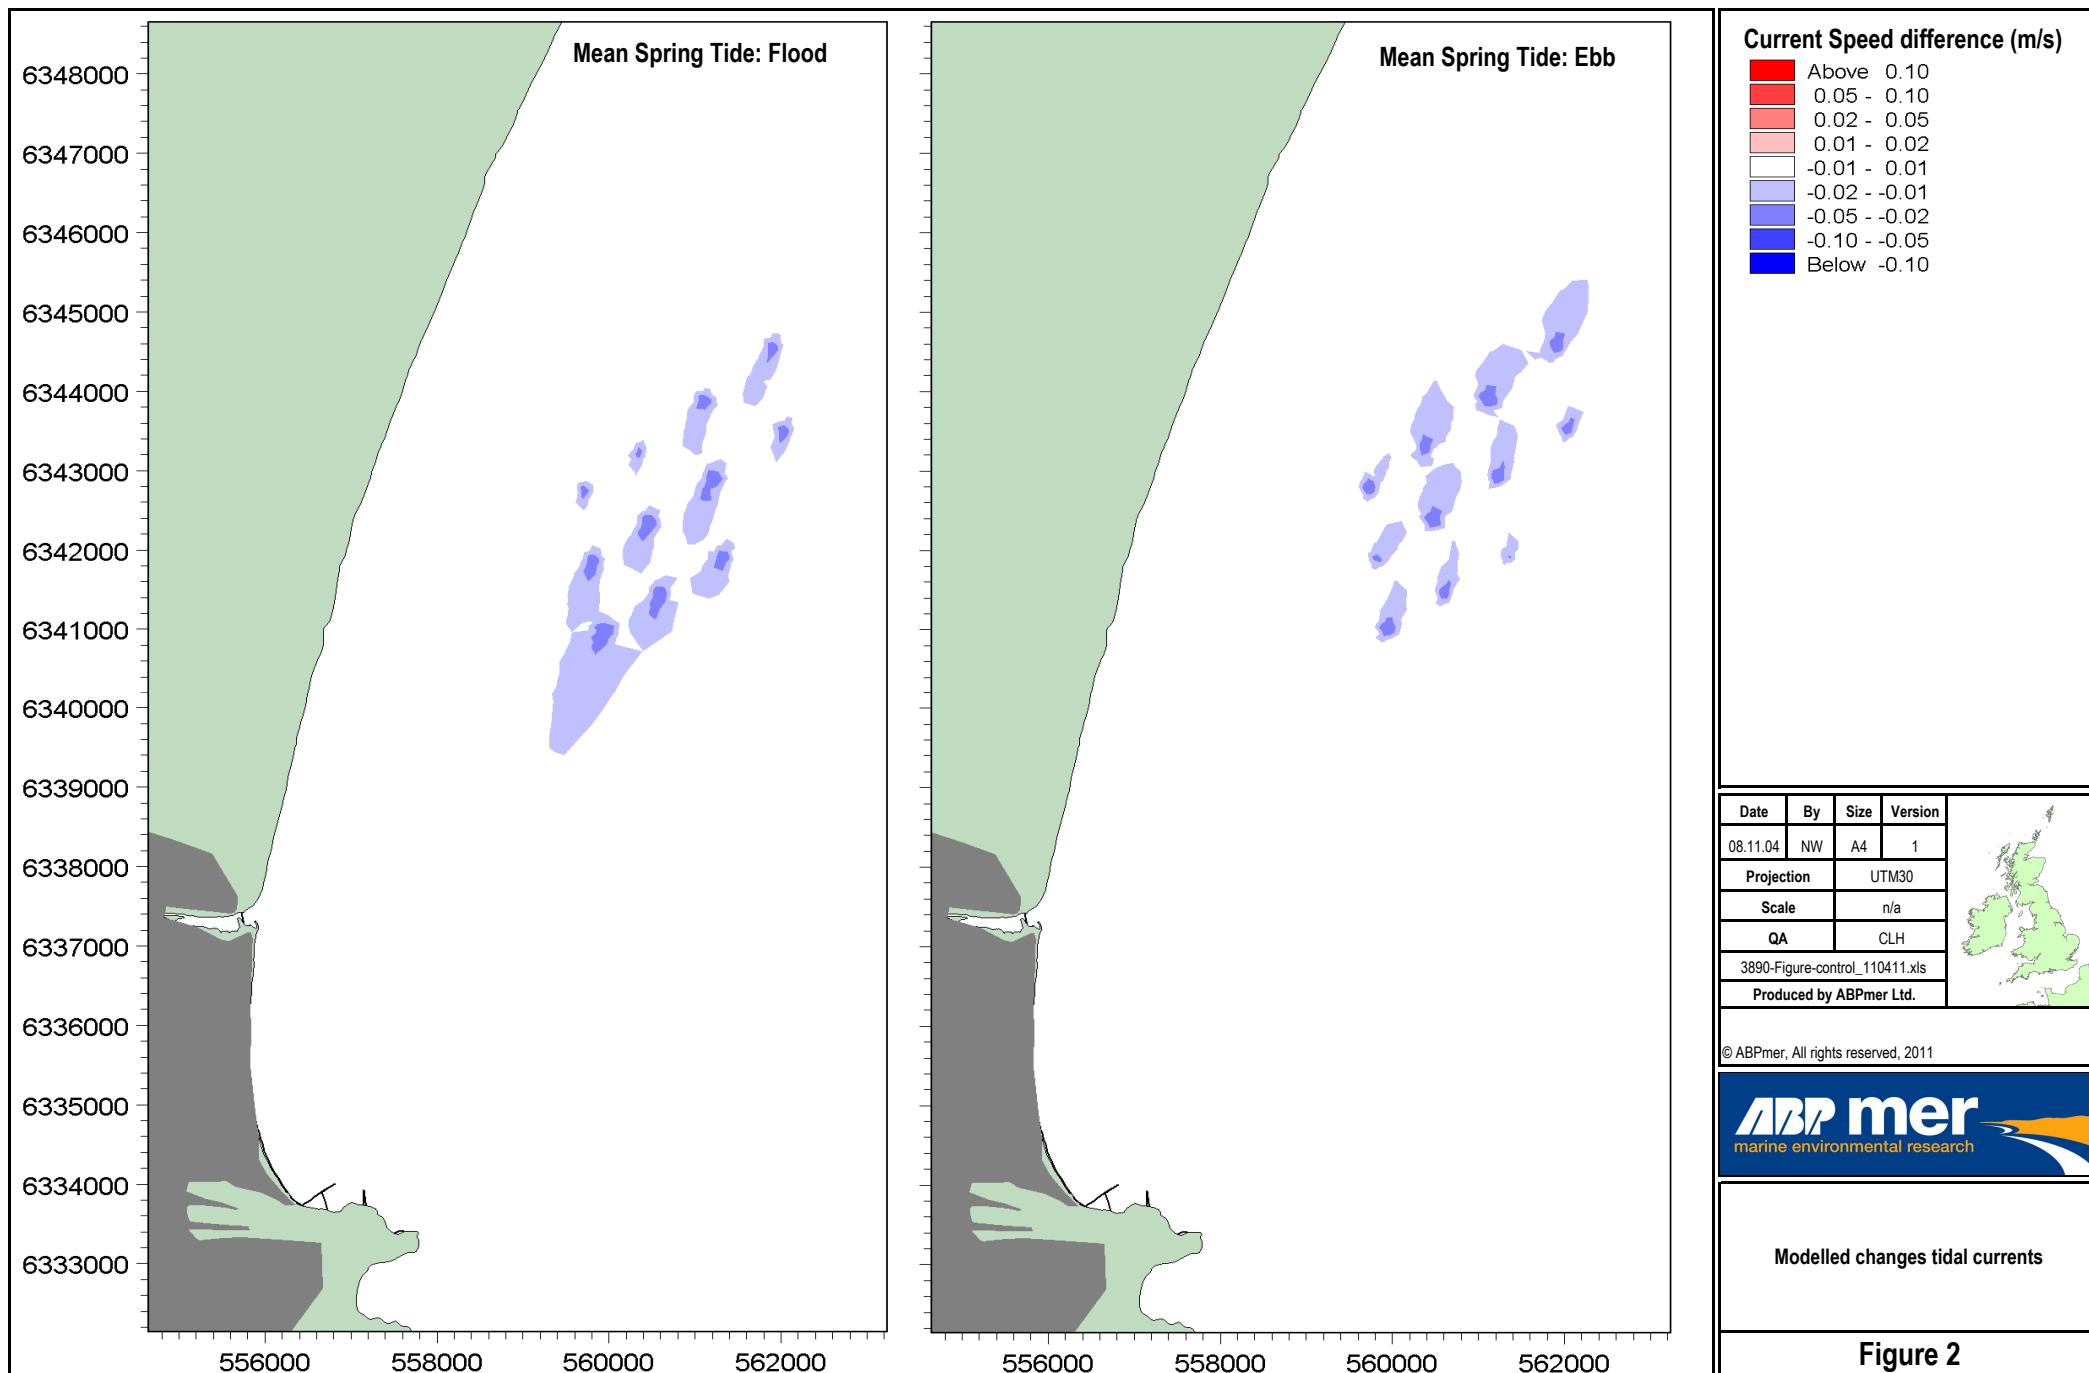 Mean Spring Tide: Flood
Mean Spring Tide: Ebb
6348000
6347000
6346000
6345000
6344000
6343000
6342000
6341000
6340000
6339000
6338000
6337000
6336000
6335000
6334000
6333000
556000 558000 560000 562000
556000 558000 560000 562000
Current Speed difference (m/s)
Above 0.10
0.05 - 0.10
0.02 - 0.05
0.01 - 0.02
-0.01 - 0.01
-0.02 - -0.01
-0.05 - -0.02
-0.10 - -0.05
Below -0.10
Date By Size Version
08.11.04 NW A4 1
Projection UTM30
Scale n/a
QA CLH
3890-Figure-control_110411.xls
Produced by ABPmer Ltd.
© ABPmer, All rights reserved, 2011
ABP mer
marine environmental research
Modelled changes tidal currents
Figure 2